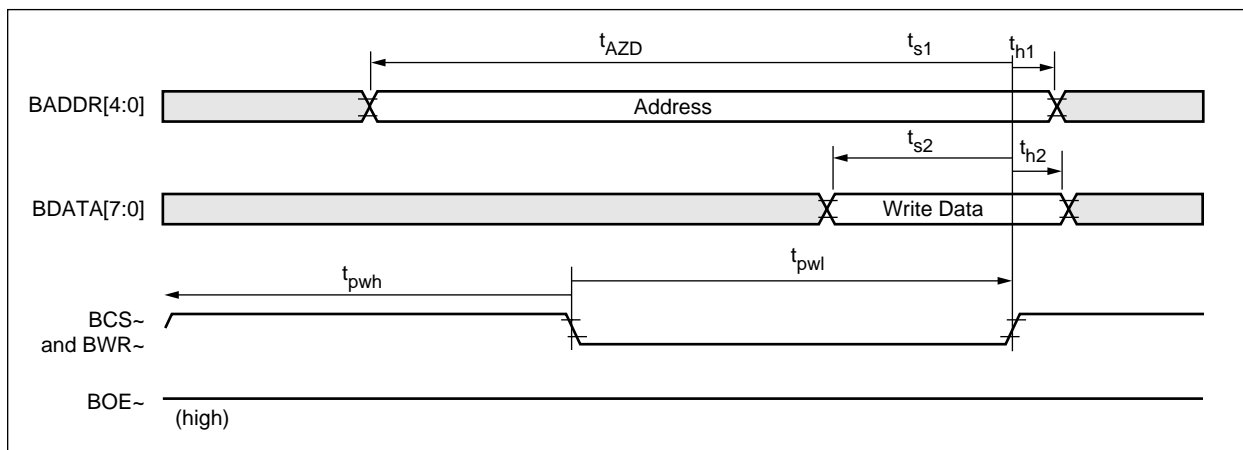 t_AZD t_s1 t_h1
BADDR[4:0] Address
t_s2 t_h2
BDATA[7:0] Write Data
t_pwh t_pwl
BCS~
and BWR~
BOE~
(high)